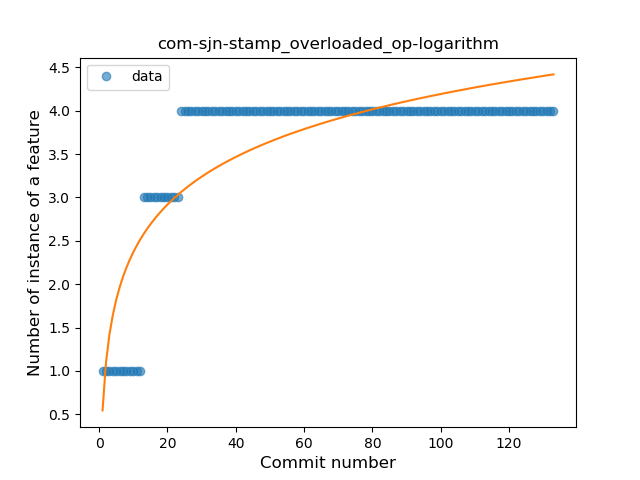 com-sjn-stamp_overloaded_op-logarithm
data
4.5
4.0
3.5
3.0
2.5
2.0
1.5
1.0
0.5
Number of instance of a feature
0 20 40 60 80 100 120
Commit number